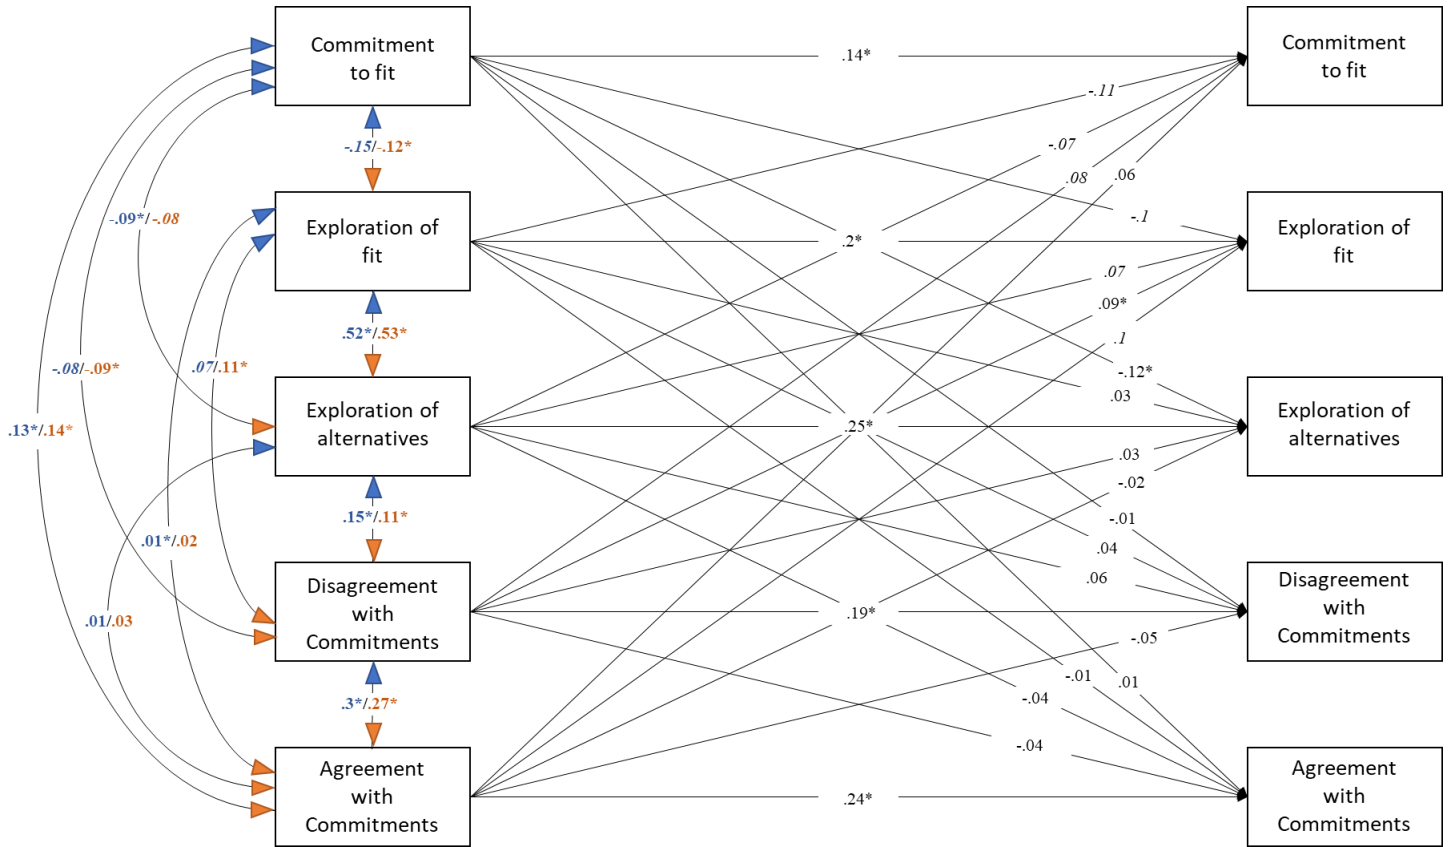 Commitment
to fit
.14*
Commitment
to fit
-.11
-.07
.08
.06
-.15/-.12*
-.09*/-.08
Exploration of
fit
.2*
-.1
Exploration of
fit
.07
.09*
.1
.52*/.53*
-.08/-.09*
.07/.11*
-.12*
.03
Exploration of
alternatives
.25*
Exploration of
alternatives
.13*/.14*
.03
-.02
.15*/.11*
-.01
.01*/.02
.04
.06
Disagreement
with
Commitments
.19*
Disagreement
with
Commitments
.01/.03
-.05
.3*/.27*
-.01
.01
-.04
-.04
Agreement
with
Commitments
.24*
Agreement
with
Commitments